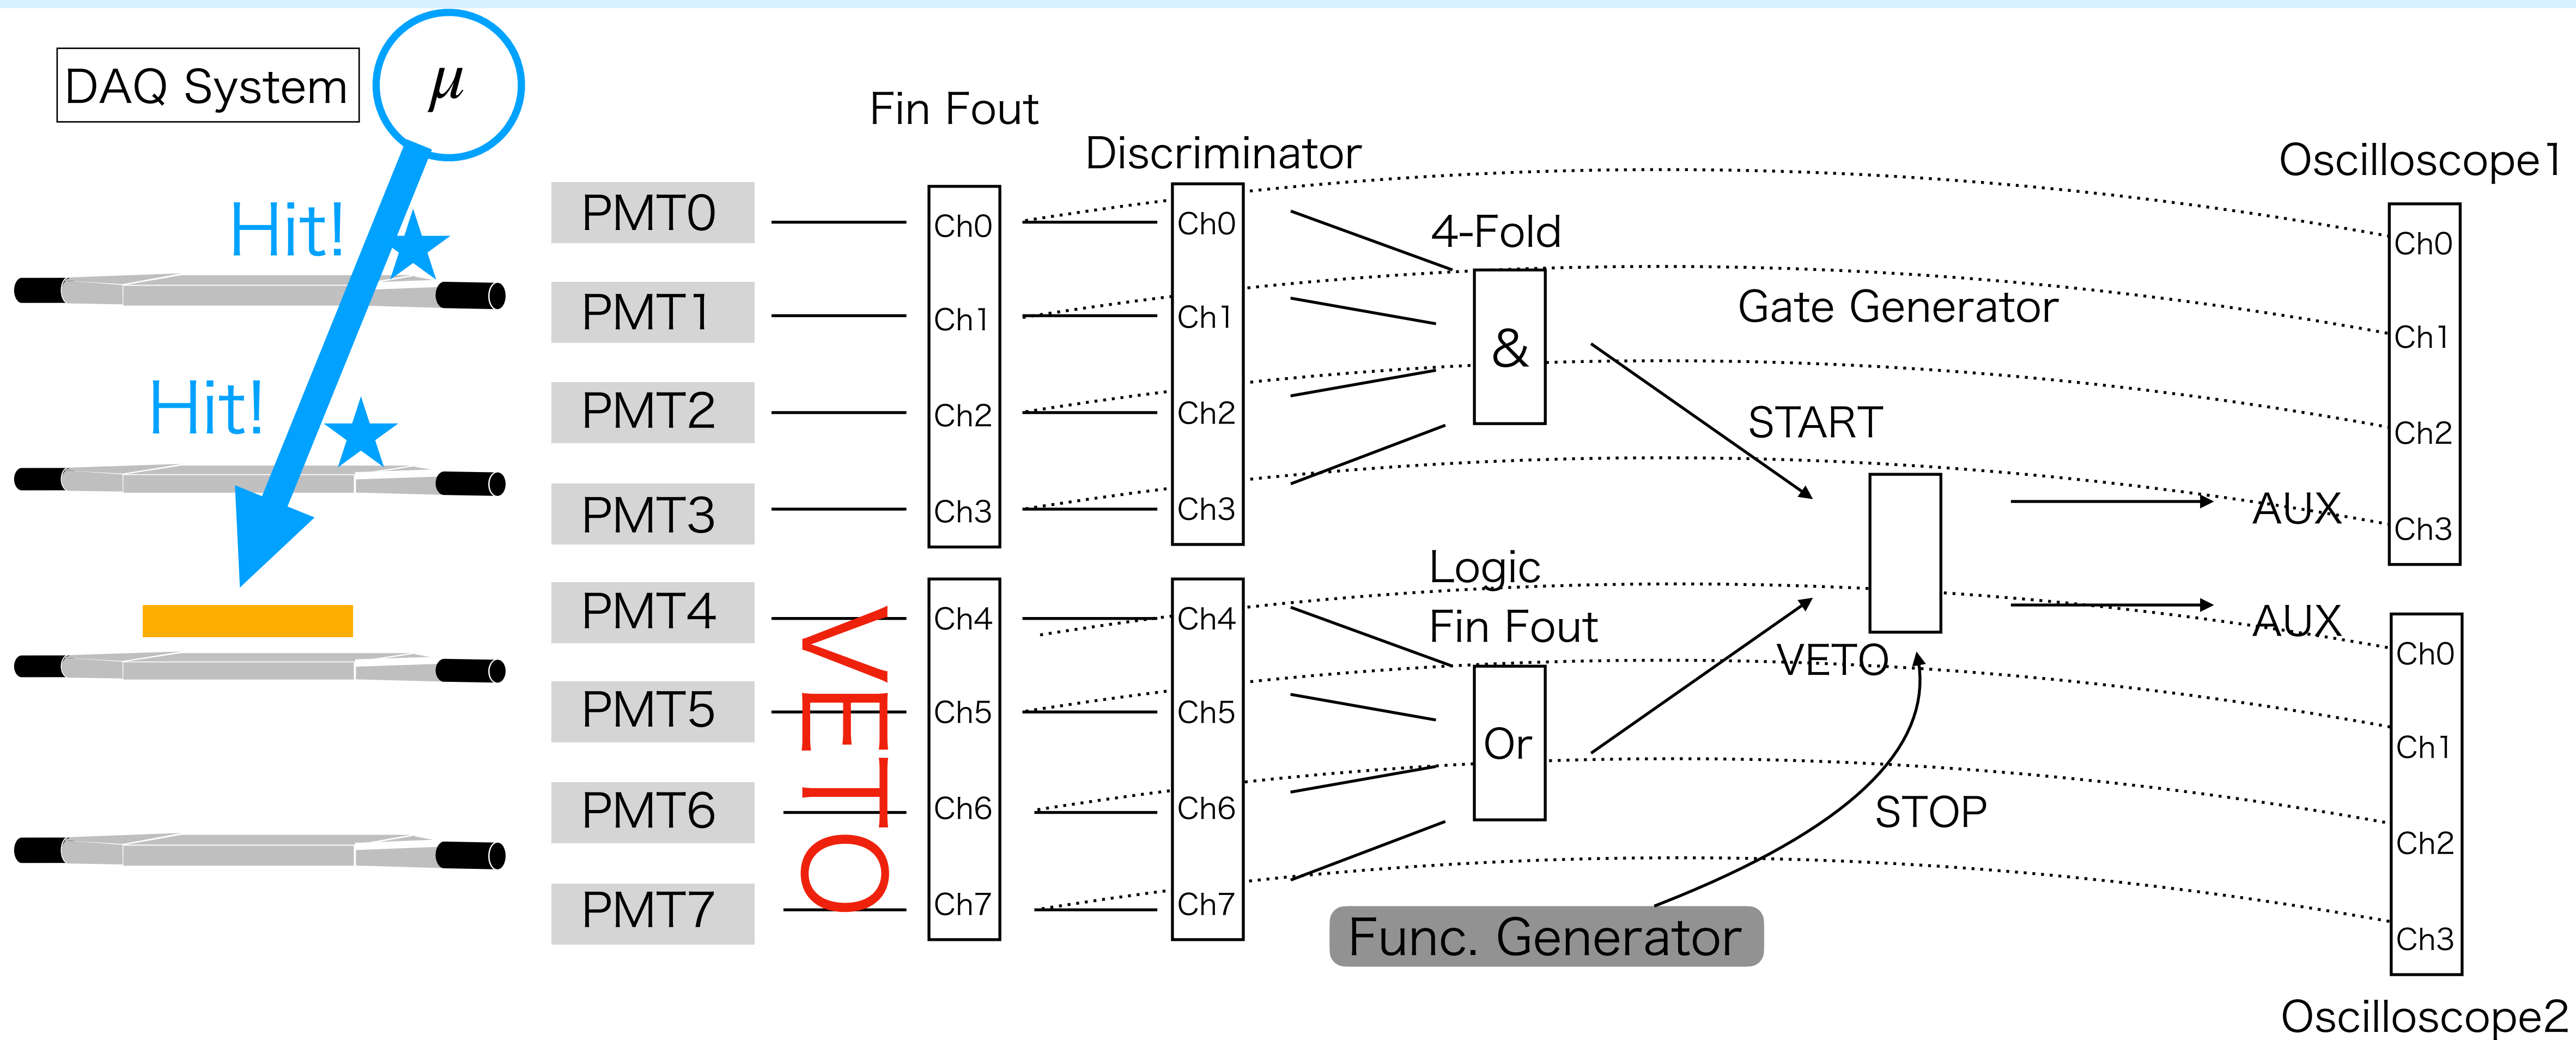 DAQ System
μ
Hit!
Hit!
PMT0
PMT1
PMT2
PMT3
PMT4
PMT5
PMT6
PMT7
VETO
Fin Fout
Ch0
Ch1
Ch2
Ch3
Ch4
Ch5
Ch6
Ch7
Discriminator
Ch0
Ch1
Ch2
Ch3
Ch4
Ch5
Ch6
Ch7
4-Fold
&
Logic
Fin Fout
Or
Gate Generator
START
VETO
STOP
Func. Generator
AUX
AUX
Oscilloscope1
Ch0
Ch1
Ch2
Ch3
Ch0
Ch1
Ch2
Ch3
Oscilloscope2